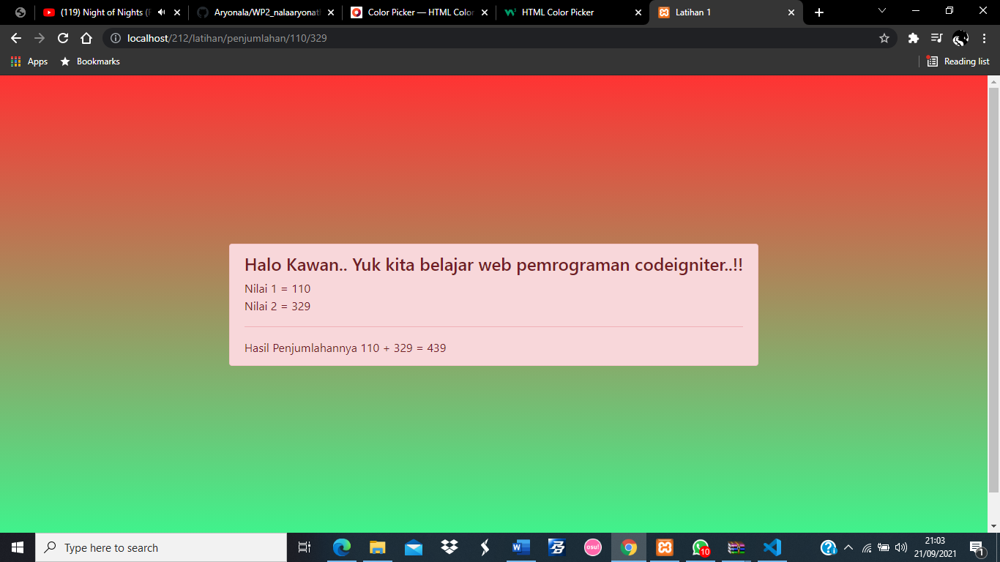 (119) Night of Nights (F
Aryonala/WP2_nalaaryonat
Color Picker — HTML Color
HTML Color Picker
Latihan 1
localhost/212/latihan/penjumlahan/110/329
Apps
Bookmarks
Reading list
Halo Kawan.. Yuk kita belajar web pemrograman codeigniter..!!
Nilai 1 = 110
Nilai 2 = 329
Hasil Penjumlahannya 110 + 329 = 439
Type here to search
osu!
10
21:03
21/09/2021
1